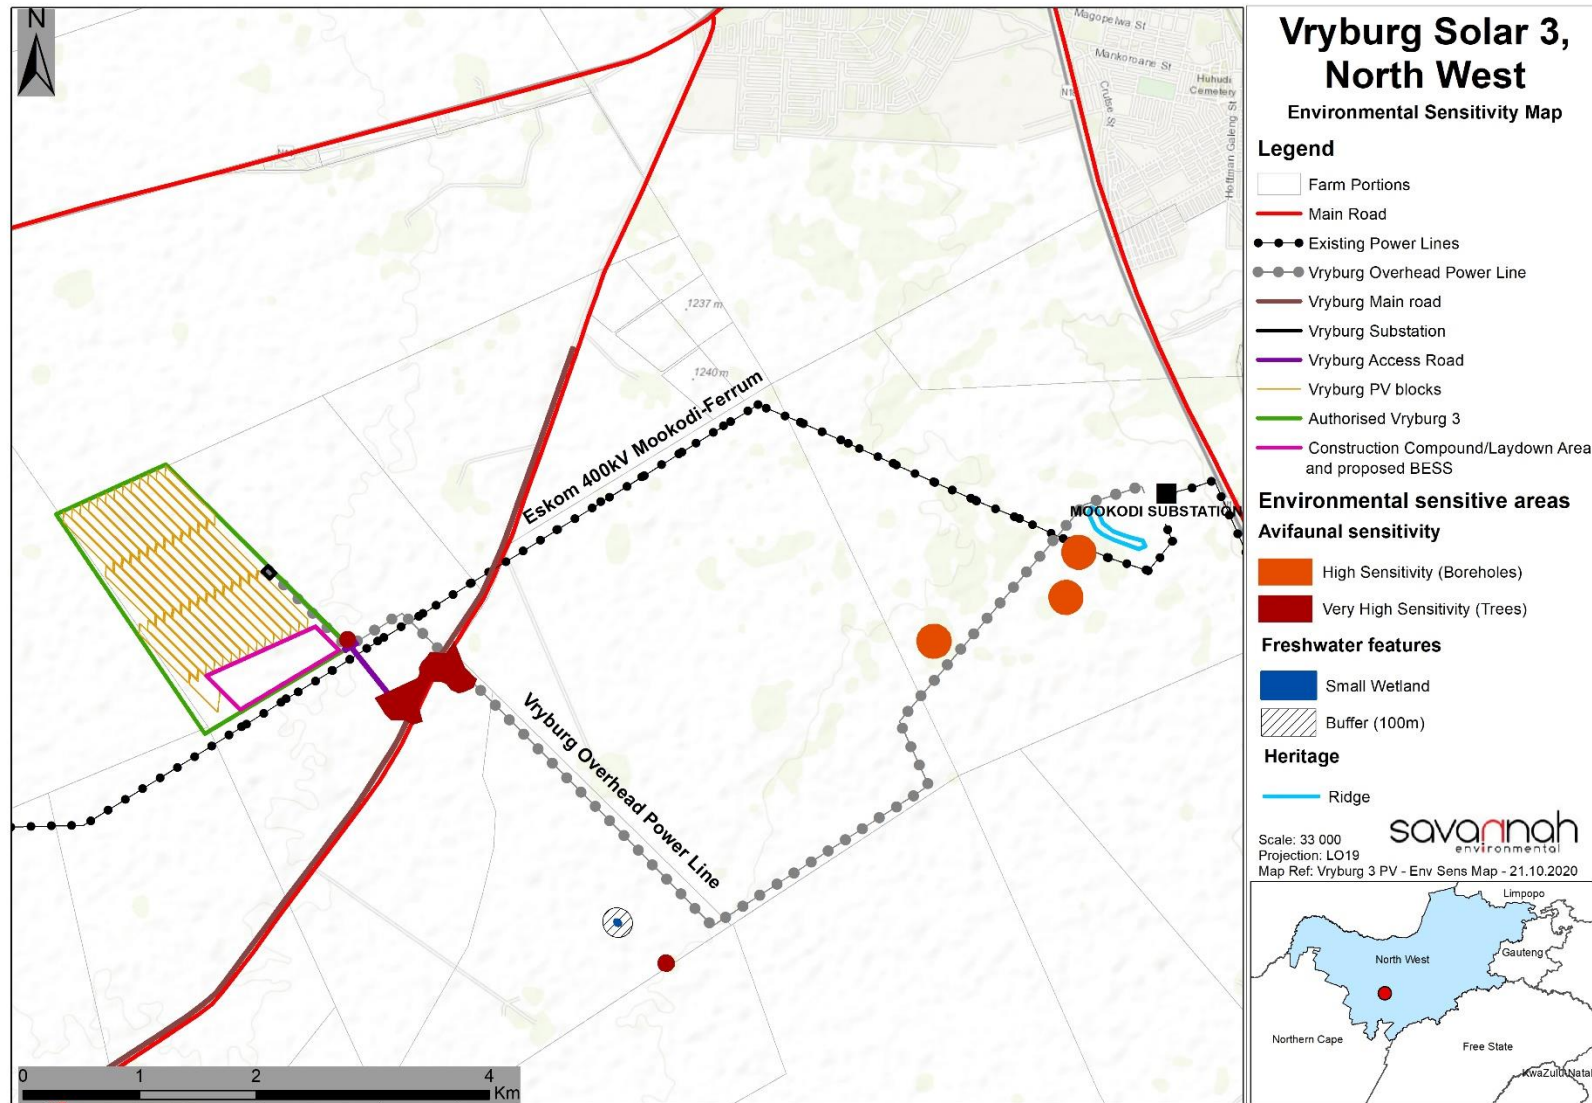 N
Magopelwa St
Mankoroane St
Huhudi
Cemetery
N18
Crutse St
Hoffman Galeng St
1237 m
1240 m
Eskom 400kV Mookodi-Ferrum
MOOKODI SUBSTATION
Vryburg Overhead Power Line
0 1 2 4
Km
Vryburg Solar 3,
North West
Environmental Sensitivity Map
Legend
Farm Portions
Main Road
Existing Power Lines
Vryburg Overhead Power Line
Vryburg Main road
Vryburg Substation
Vryburg Access Road
Vryburg PV blocks
Authorised Vryburg 3
Construction Compound/Laydown Area
and proposed BESS
Environmental sensitive areas
Avifaunal sensitivity
High Sensitivity (Boreholes)
Very High Sensitivity (Trees)
Freshwater features
Small Wetland
Buffer (100m)
Heritage
Ridge
savannah
environmental
Scale: 33 000
Projection: LO19
Map Ref: Vryburg 3 PV - Env Sens Map - 21.10.2020
Limpopo
North West
Gauteng
Northern Cape
Free State
KwaZulu-Natal